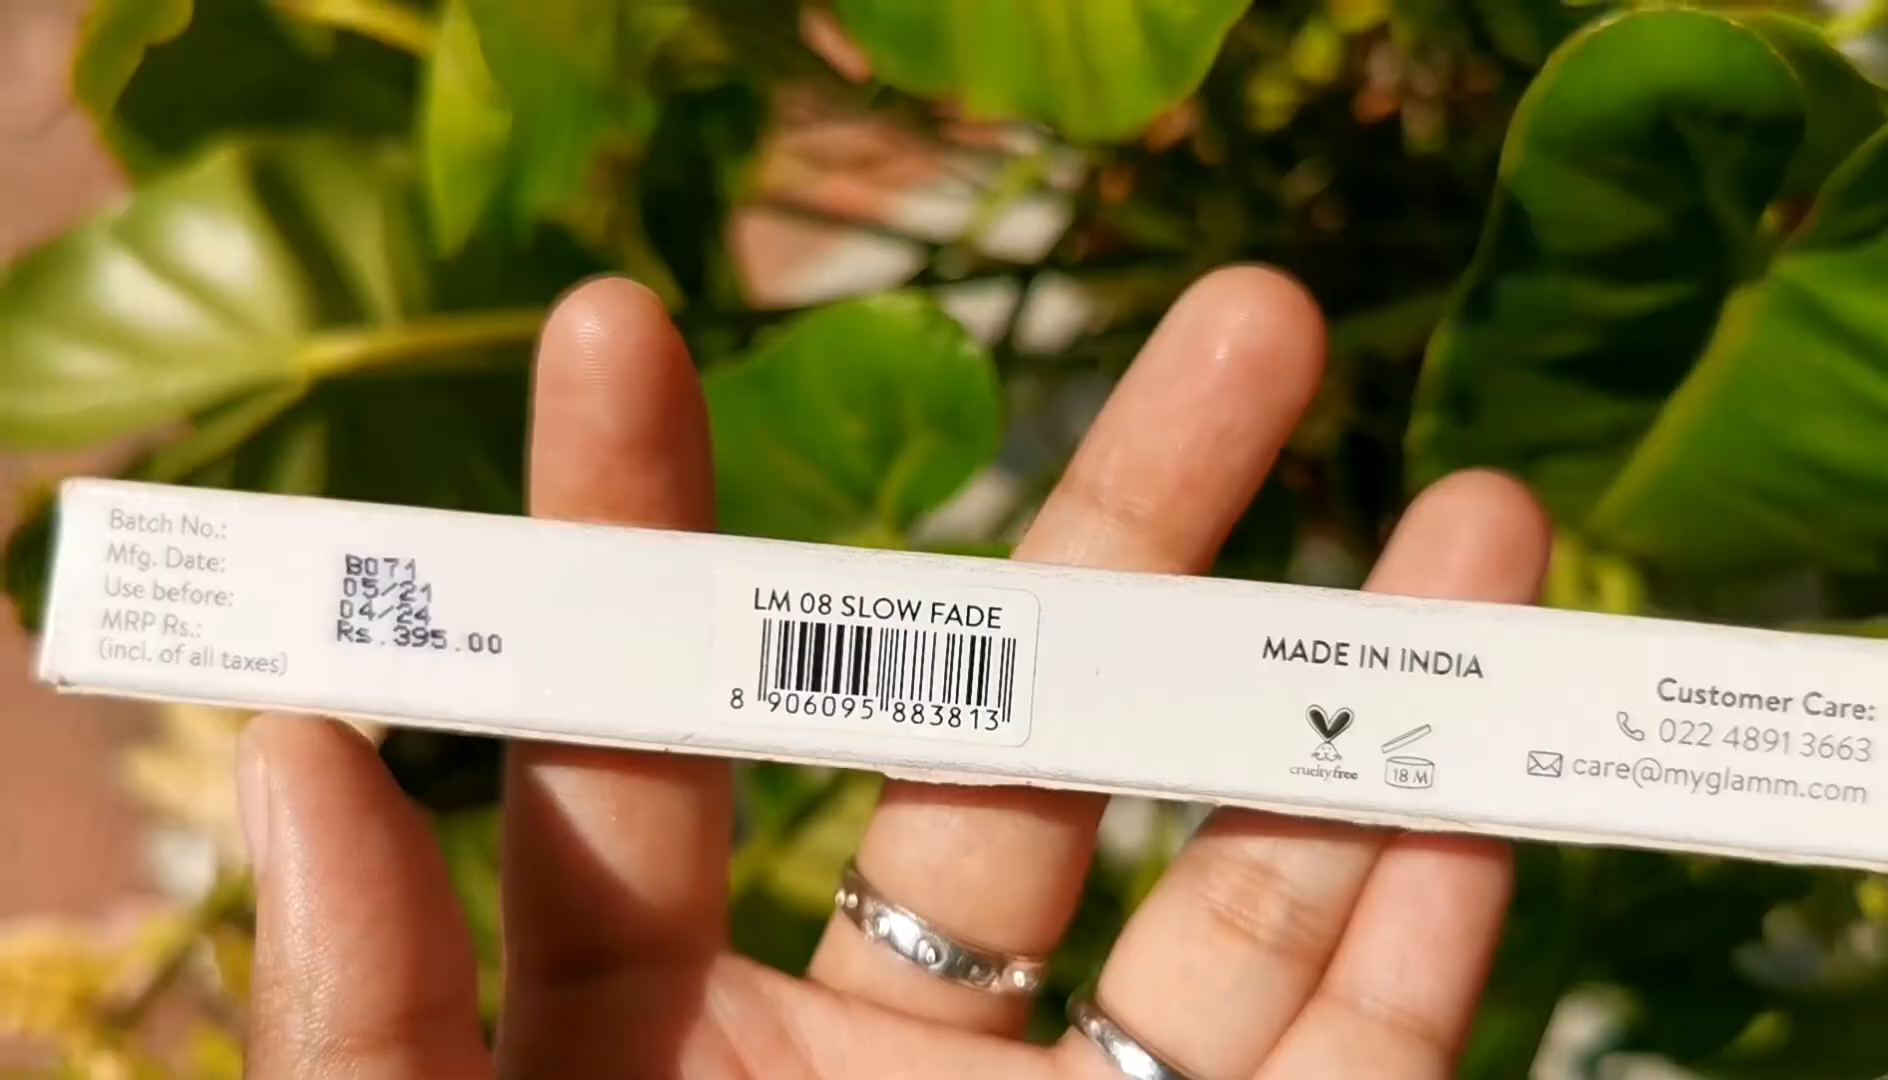 Batch No.:
Mfg. Date:
Use before:
MRP Rs.:
(incl. of all taxes)
B071
05/21
04/24
Rs.395.00
LM 08 SLOW FADE
8 906095 883813
MADE IN INDIA
crueltyfree
18 M
Customer Care:
022 4891 3663
care@myglamm.com